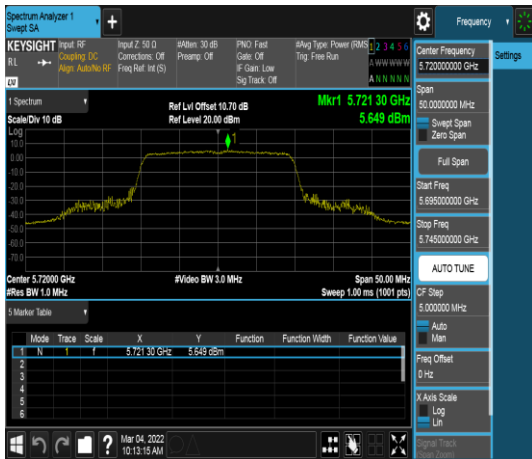 Spectrum Analyzer 1
Swept SA
Frequency
Settings
KEYSIGHT
RL
LXI
Input: RF
Coupling: DC
Align: Auto/No RF
Input Z: 50 Ω
Corrections: Off
Freq Ref: Int (S)
#Atten: 30 dB
Preamp: Off
PNO: Fast
Gate: Off
IF Gain: Low
Sig Track: Off
#Avg Type: Power (RMS
Trig: Free Run
1 2 3 4 5 6
A W W W W W
A N N N N N
1 Spectrum
Scale/Div 10 dB
Log
Ref Lvl Offset 10.70 dB
Ref Level 20.00 dBm
Mkr1 5.721 30 GHz
5.649 dBm
1
10.0
0.00
-10.0
-20.0
-30.0
-40.0
-50.0
-60.0
-70.0
Center 5.72000 GHz
#Res BW 1.0 MHz
#Video BW 3.0 MHz
Span 50.00 MHz
Sweep 1.00 ms (1001 pts)
5 Marker Table
Mode Trace Scale X Y Function Function Width Function Value
1 N 1 f 5.721 30 GHz 5.649 dBm
2
3
4
5
6
Mar 04, 2022
10:13:15 AM
?
Center Frequency
5.720000000 GHz
Span
50.0000000 MHz
Swept Span
Zero Span
Full Span
Start Freq
5.695000000 GHz
Stop Freq
5.745000000 GHz
AUTO TUNE
CF Step
5.000000 MHz
Auto
Man
Freq Offset
0 Hz
X Axis Scale
Log
Lin
Signal Track
(Span Zoom)